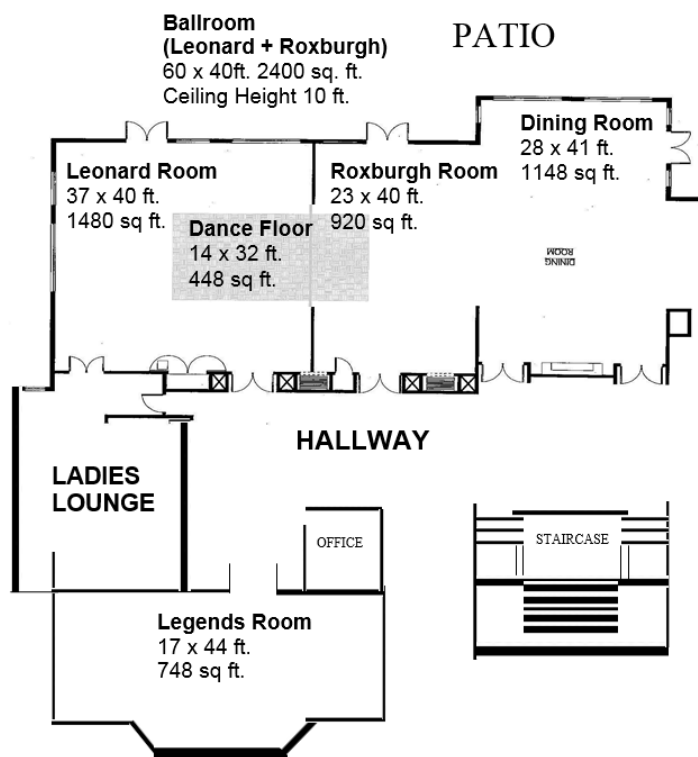 Ballroom
(Leonard + Roxburgh)
60 x 40ft. 2400 sq. ft.
Ceiling Height 10 ft.
PATIO
Leonard Room
37 x 40 ft.
1480 sq ft.
Roxburgh Room
23 x 40 ft.
920 sq ft.
Dining Room
28 x 41 ft.
1148 sq ft.
Dance Floor
14 x 32 ft.
448 sq ft.
DINING
ROOM
HALLWAY
LADIES
LOUNGE
OFFICE
STAIRCASE
Legends Room
17 x 44 ft.
748 sq ft.